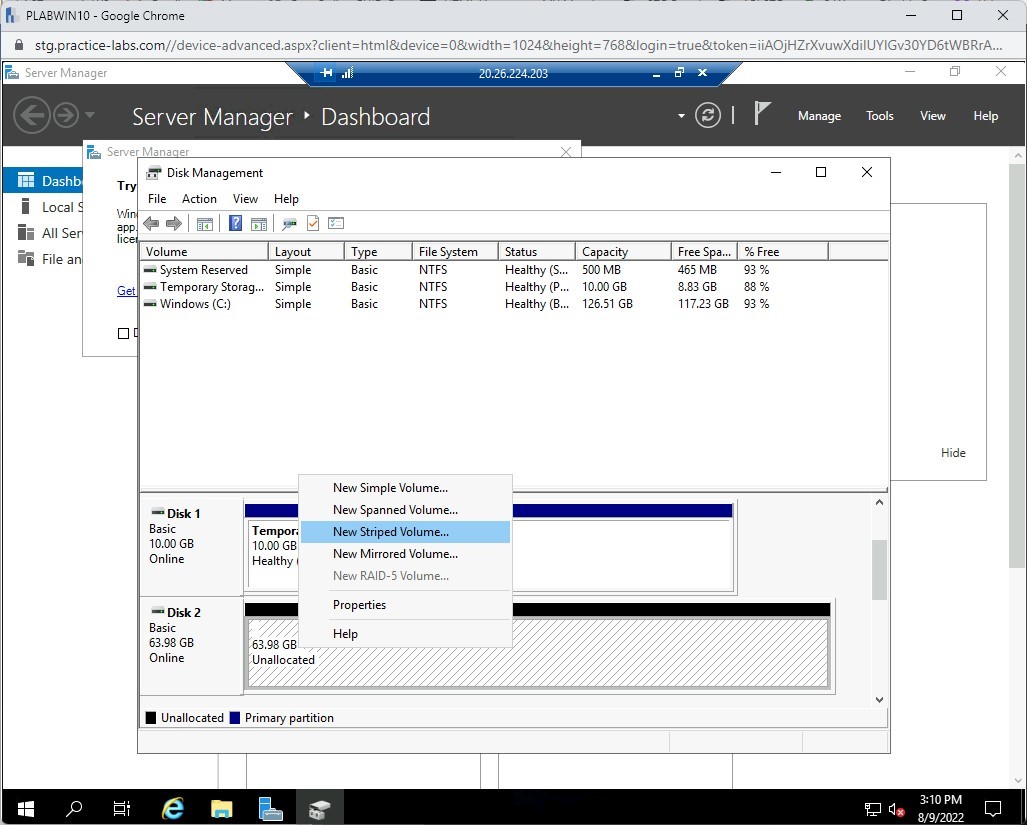 PLABWIN10 - Google Chrome
stg.practice-labs.com//device-advanced.aspx?client=html&device=0&width=1024&height=768&login=true&token=iiAOjHZrXvuwXdiIUYIGv30YD6tWBRrA...
Server Manager
20.26.224.203
Server Manager • Dashboard
Manage Tools View Help
Server Manager
Dashb
Local S
All Ser
File an
Try
Win
app.
licen
Get
Disk Management
File Action View Help
Volume Layout Type File System Status Capacity Free Spa... % Free
System Reserved Simple Basic NTFS Healthy (S... 500 MB 465 MB 93 %
Temporary Storag... Simple Basic NTFS Healthy (P... 10.00 GB 8.83 GB 88 %
Windows (C:) Simple Basic NTFS Healthy (B... 126.51 GB 117.23 GB 93 %
Hide
New Simple Volume...
New Spanned Volume...
New Striped Volume...
New Mirrored Volume...
New RAID-5 Volume...
Properties
Help
Disk 1
Basic
10.00 GB
Online
Tempora
10.00 GB
Healthy (
Disk 2
Basic
63.98 GB
Online
63.98 GB
Unallocated
Unallocated Primary partition
3:10 PM
8/9/2022